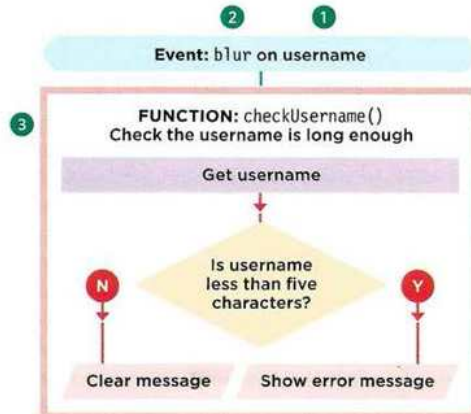 2 1
Event: blur on username
3
FUNCTION: checkUsername()
Check the username is long enough
Get username
Is username
less than five
characters?
N
Y
Clear message
Show error message